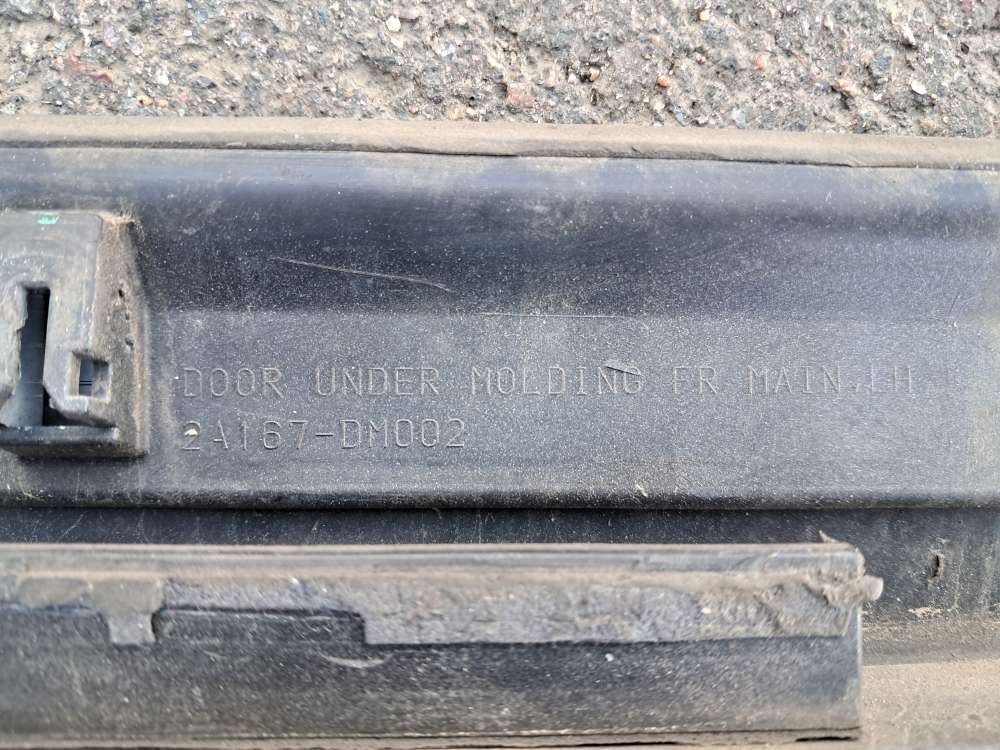 DOOR UNDER MOLDING FR MAIN,LH
2A167-DM002